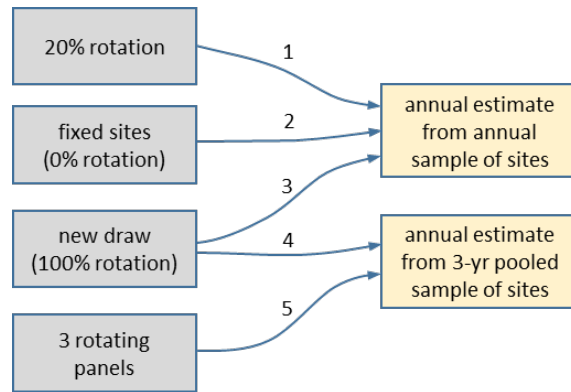 20% rotation
fixed sites
(0% rotation)
new draw
(100% rotation)
3 rotating
panels
1
2
3
4
5
annual estimate
from annual
sample of sites
annual estimate
from 3-yr pooled
sample of sites